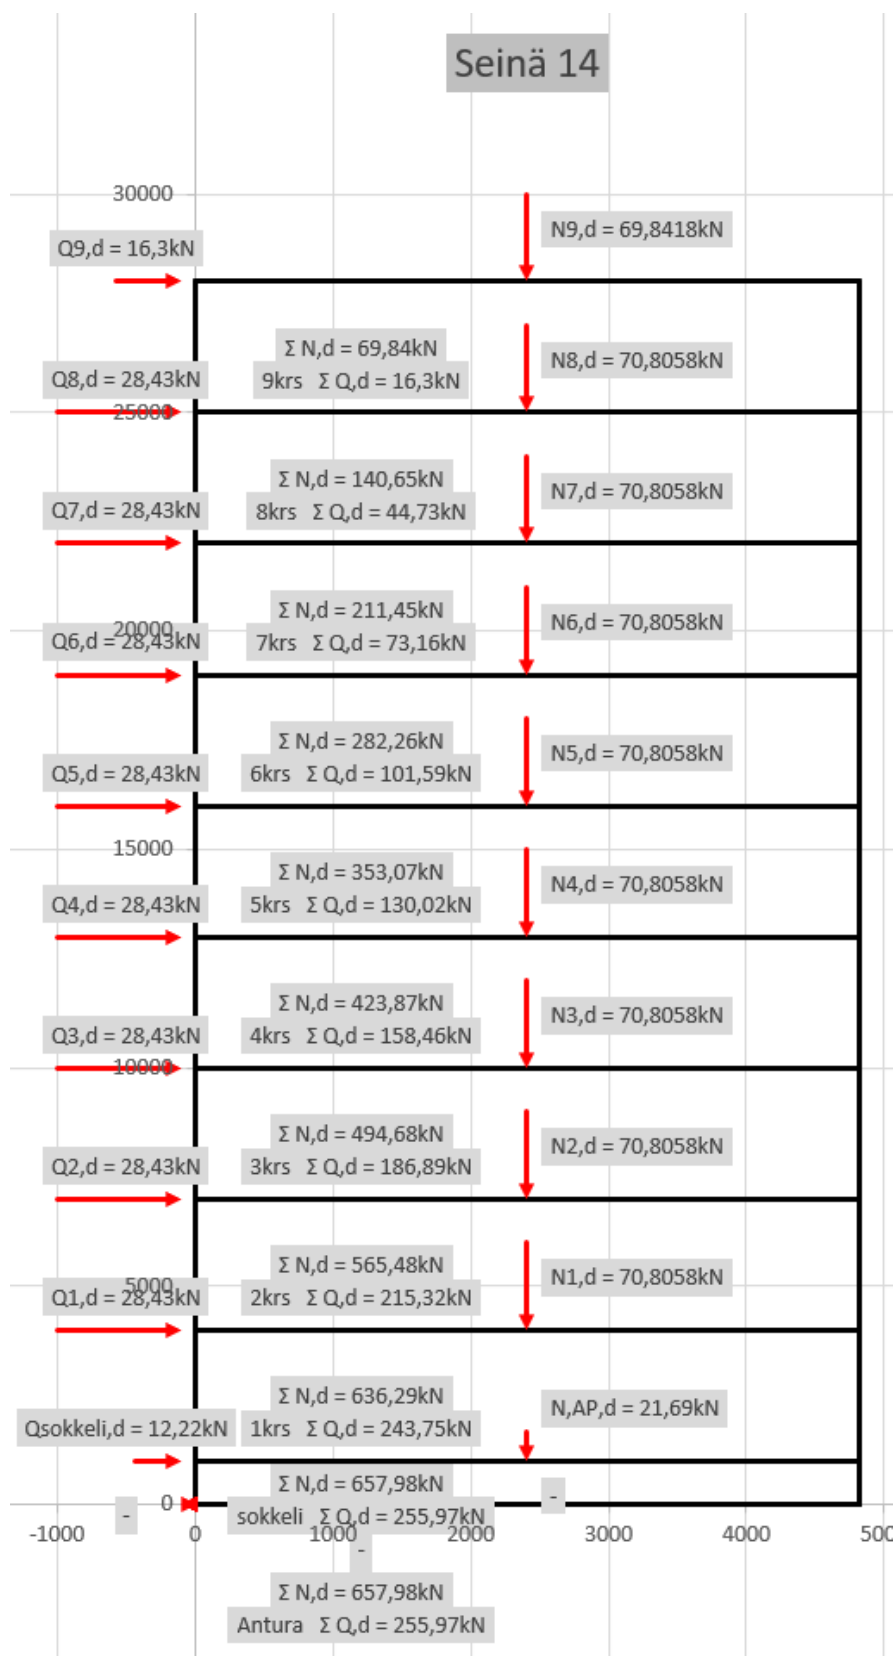 Seinä 14
30000
N9,d = 69,8418kN
Q9,d = 16,3kN
Σ N,d = 69,84kN
9krs Σ Q,d = 16,3kN
N8,d = 70,8058kN
Q8,d = 28,43kN
25000
Σ N,d = 140,65kN
8krs Σ Q,d = 44,73kN
N7,d = 70,8058kN
Q7,d = 28,43kN
Σ N,d = 211,45kN
7krs Σ Q,d = 73,16kN
N6,d = 70,8058kN
20000
Q6,d = 28,43kN
Σ N,d = 282,26kN
6krs Σ Q,d = 101,59kN
N5,d = 70,8058kN
Q5,d = 28,43kN
15000
Σ N,d = 353,07kN
5krs Σ Q,d = 130,02kN
N4,d = 70,8058kN
Q4,d = 28,43kN
Σ N,d = 423,87kN
4krs Σ Q,d = 158,46kN
N3,d = 70,8058kN
Q3,d = 28,43kN
10000
Σ N,d = 494,68kN
3krs Σ Q,d = 186,89kN
N2,d = 70,8058kN
Q2,d = 28,43kN
Σ N,d = 565,48kN
2krs Σ Q,d = 215,32kN
N1,d = 70,8058kN
5000
Q1,d = 28,43kN
Σ N,d = 636,29kN
1krs Σ Q,d = 243,75kN
N,AP,d = 21,69kN
Qsokkeli,d = 12,22kN
Σ N,d = 657,98kN
sokkeli Σ Q,d = 255,97kN
-
0
-
-1000 0 1000 2000 3000 4000 500
-
Σ N,d = 657,98kN
Antura Σ Q,d = 255,97kN